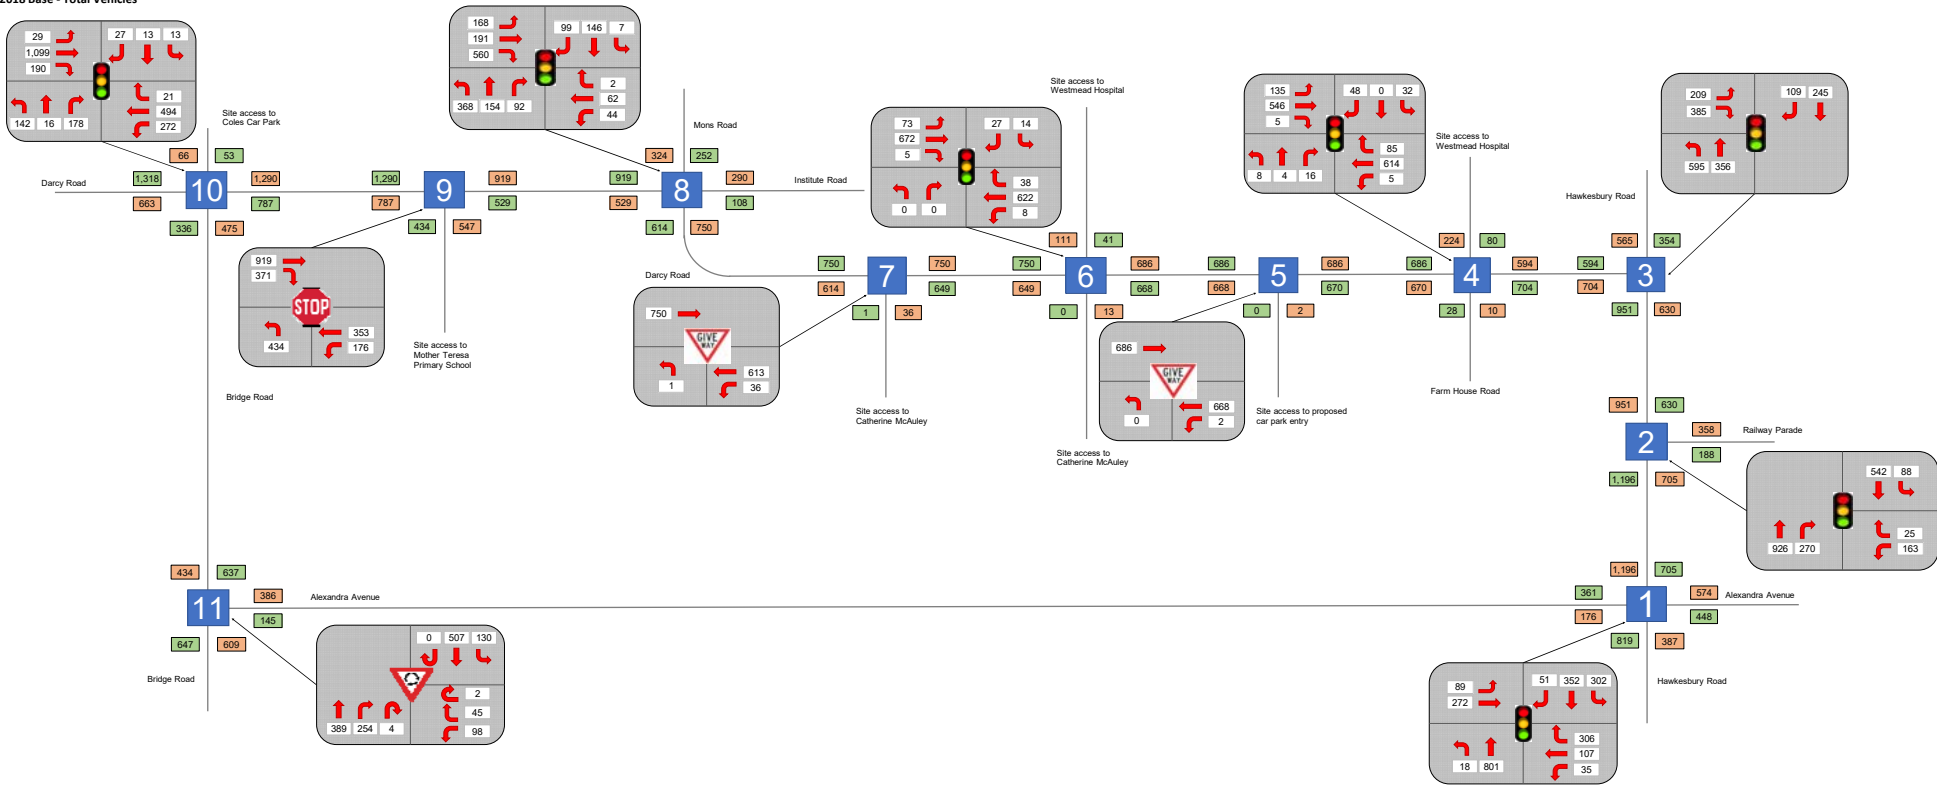 2018 Base - Total Vehicles
29
1,099
190
27 13 13
142 16 178
21
494
272
168
191
560
99 146 7
368 154 92
2
62
44
Site access to
Coles Car Park
Mons Road
Site access to
Westmead Hospital
73
672
5
27 14
0 0
38
622
8
135
546
5
48 0 32
8 4 16
85
614
5
Site access to
Westmead Hospital
209
385
109 245
595 356
Hawkesbury Road
66 53
Darcy Road
1,318 1,290
10
663 787
336 475
1,290 919
9
787 529
434 547
324 252
919 290
8
529 108
614 750
Institute Road
919
371
STOP
434
353
176
Site access to
Mother Teresa
Primary School
Bridge Road
Darcy Road
750 750
7
614 649
1 36
750
GIVE
WAY
1
613
36
Site access to
Catherine McAuley
111 41
750 686
6
649 668
0 13
Site access to
Catherine McAuley
686 686
5
668 670
0 2
686
GIVE
WAY
0
668
2
Site access to proposed
car park entry
224 80
686 594
4
670 704
28 10
Farm House Road
565 354
594
3
704
951 630
951 630
358
2
188
1,196 705
Railway Parade
542 88
926 270
25
163
434 637
386
11
145
647 609
Alexandra Avenue
Bridge Road
0 507 130
389 254 4
2
45
98
1,196 705
361 574
1
176 448
819 387
Alexandra Avenue
Hawkesbury Road
89
272
51 352 302
18 801
306
107
35